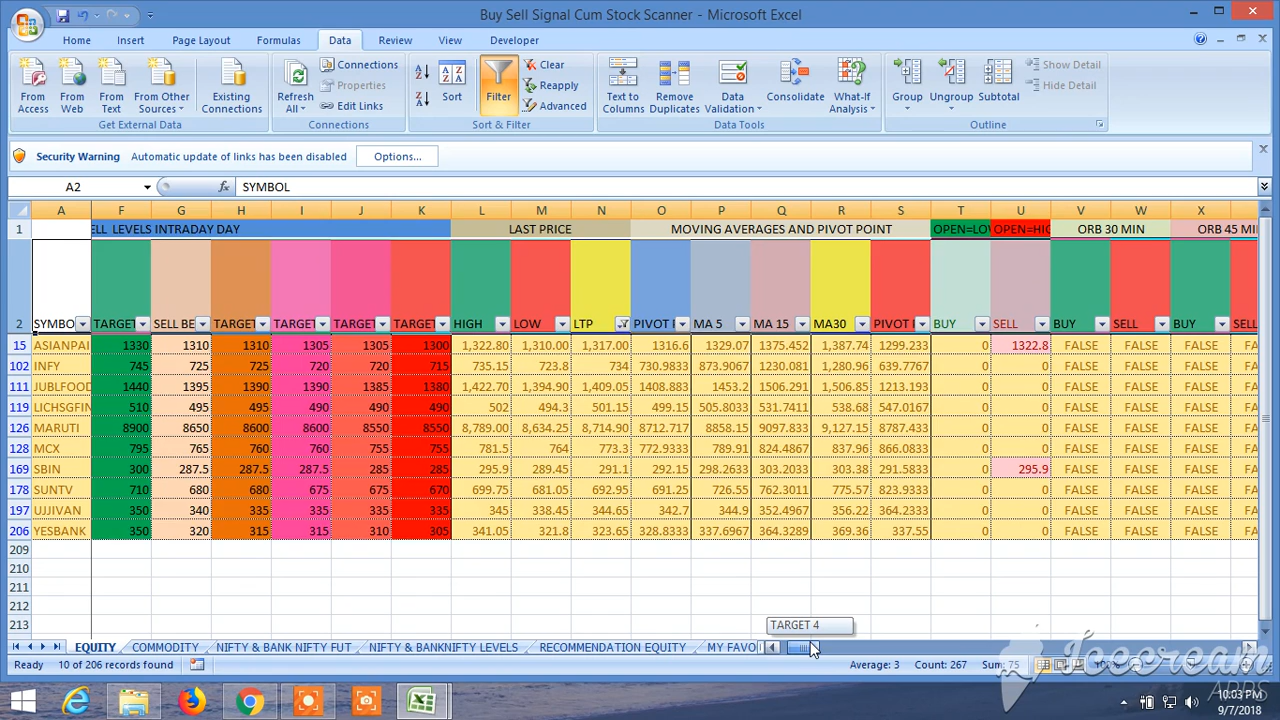 Buy Sell Signal Cum Stock Scanner - Microsoft Excel
Home Insert Page Layout Formulas Data Review View Developer
From Access From Web From Text From Other Sources Existing Connections Refresh All Connections Properties Edit Links Sort Filter Clear Reapply Advanced Text to Columns Remove Duplicates Data Validation Consolidate What-If Analysis Group Ungroup Subtotal Show Detail Hide Detail
Get External Data Connections Sort & Filter Data Tools Outline
Security Warning Automatic update of links has been disabled Options...
A2 fx SYMBOL
A F G H I J K L M N O P Q R S T U V W X
1 ELL LEVELS INTRADAY DAY LAST PRICE MOVING AVERAGES AND PIVOT POINT OPEN=LOW OPEN=HIG ORB 30 MIN ORB 45 MI
2 SYMBO TARGET SELL BE TARGET TARGET TARGET TARGET HIGH LOW LTP PIVOT MA 5 MA 15 MA30 PIVOT BUY SELL BUY SELL BUY SELL
15 ASIANPAI 1330 1310 1310 1305 1305 1300 1,322.80 1,310.00 1,317.00 1316.6 1329.07 1375.452 1,387.74 1299.233 0 1322.8 FALSE FALSE FALSE FA
102 INFY 745 725 725 720 720 715 735.15 723.8 734 730.9833 873.9067 1230.081 1,280.96 639.7767 0 0 FALSE FALSE FALSE FA
111 JUBLFOOD 1440 1395 1390 1390 1385 1380 1,422.70 1,394.90 1,409.05 1408.883 1453.2 1506.291 1,506.85 1213.193 0 0 FALSE FALSE FALSE FA
119 LICHSGFIN 510 495 495 490 490 490 502 494.3 501.15 499.15 505.8033 531.7411 538.68 547.0167 0 0 FALSE FALSE FALSE FA
126 MARUTI 8900 8650 8600 8600 8550 8550 8,789.00 8,634.25 8,714.90 8712.717 8858.15 9097.833 9,127.15 8787.433 0 0 FALSE FALSE FALSE FA
128 MCX 795 765 760 760 755 755 781.5 764 773.3 772.9333 789.91 824.4867 837.96 866.0833 0 0 FALSE FALSE FALSE FA
169 SBIN 300 287.5 287.5 287.5 285 285 295.9 289.45 291.1 292.15 298.2633 303.2033 303.38 291.5833 0 295.9 FALSE FALSE FALSE FA
178 SUNTV 710 680 680 675 675 670 699.75 681.05 692.95 691.25 726.55 762.3011 775.57 823.9333 0 0 FALSE FALSE FALSE FA
197 UJJIVAN 350 340 335 335 335 335 345 338.45 344.65 342.7 344.9 352.4967 356.22 364.2333 0 0 FALSE FALSE FALSE FA
206 YESBANK 350 320 315 315 310 305 341.05 321.8 323.65 328.8333 337.6967 364.3289 369.36 337.55 0 0 FALSE FALSE FALSE FA
209
210
211
212
213
TARGET 4
EQUITY COMMODITY NIFTY & BANK NIFTY FUT NIFTY & BANKNIFTY LEVELS RECOMMENDATION EQUITY MY FAVO
Ready 10 of 206 records found Average: 3 Count: 267 Sum: 75 100%
Icecream
APPS
10:03 PM
9/7/2018